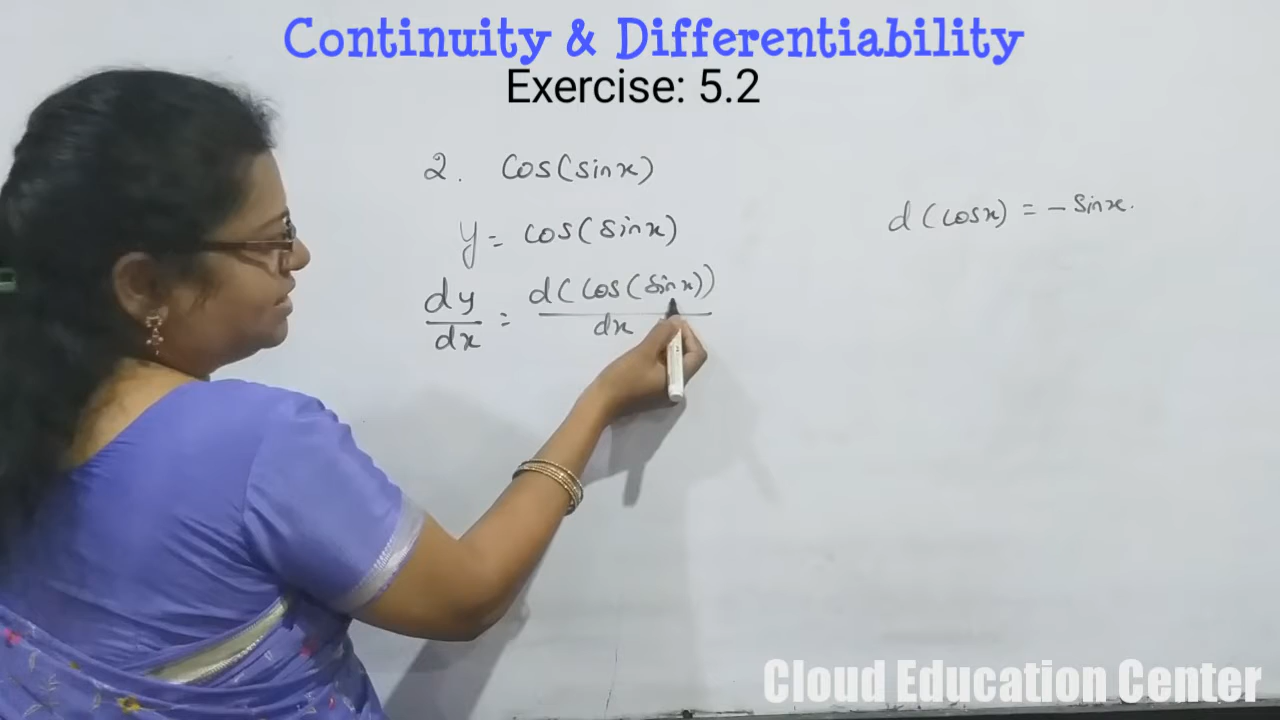 Continuity & Differentiability
Exercise: 5.2
2. Cos(sinx)
y = cos(sinx)
dy/dx = d(cos(sinx))/dx
d(cosx) = -sinx.
Cloud Education Center